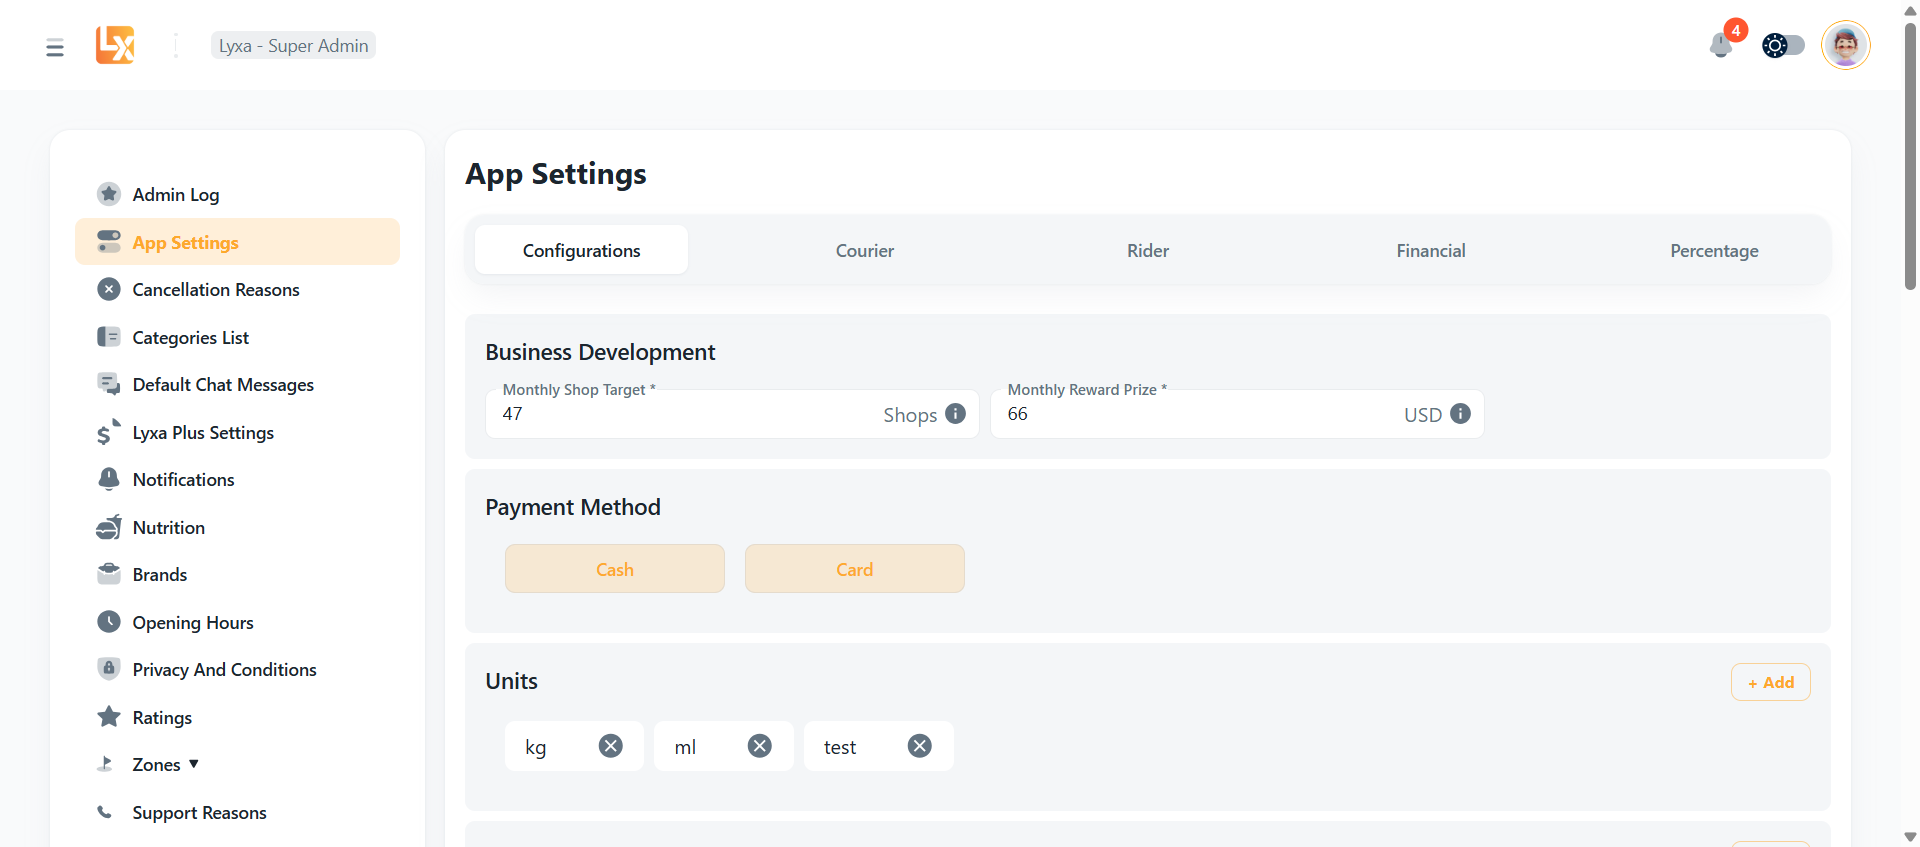 LX
Lyxa - Super Admin
4
Admin Log
App Settings
Cancellation Reasons
Categories List
Default Chat Messages
Lyxa Plus Settings
Notifications
Nutrition
Brands
Opening Hours
Privacy And Conditions
Ratings
Zones ▼
Support Reasons
App Settings
Configurations
Courier
Rider
Financial
Percentage
Business Development
Monthly Shop Target *
47
Shops
Monthly Reward Prize *
66
USD
Payment Method
Cash
Card
Units
+ Add
kg
ml
test